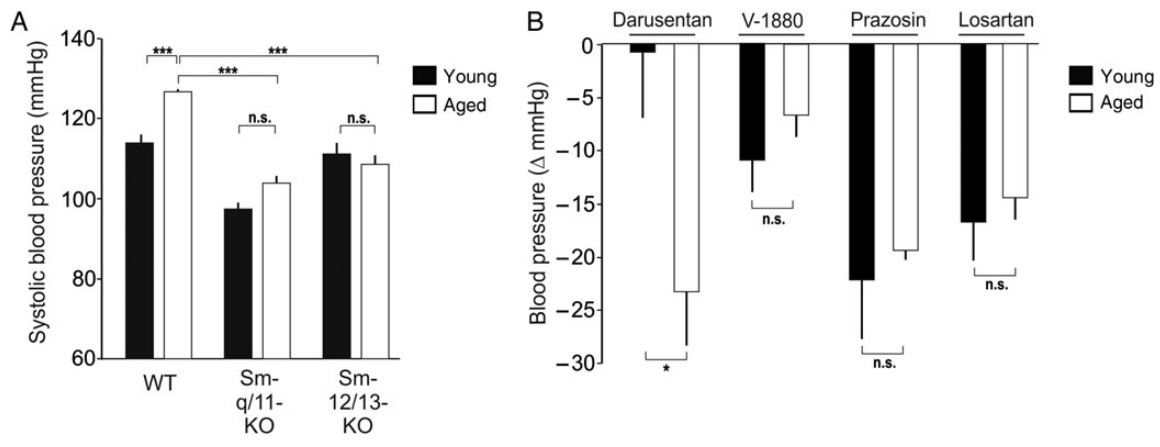 A
Systolic blood pressure (mmHg)
140
120
100
80
60
***
***
***
n.s.
n.s.
Young
Aged
WT
Sm-
q/11-
KO
Sm-
12/13-
KO
B
Darusentan
V-1880
Prazosin
Losartan
Blood pressure (Δ mmHg)
0
−5
−10
−15
−20
−25
−30
*
n.s.
n.s.
n.s.
Young
Aged